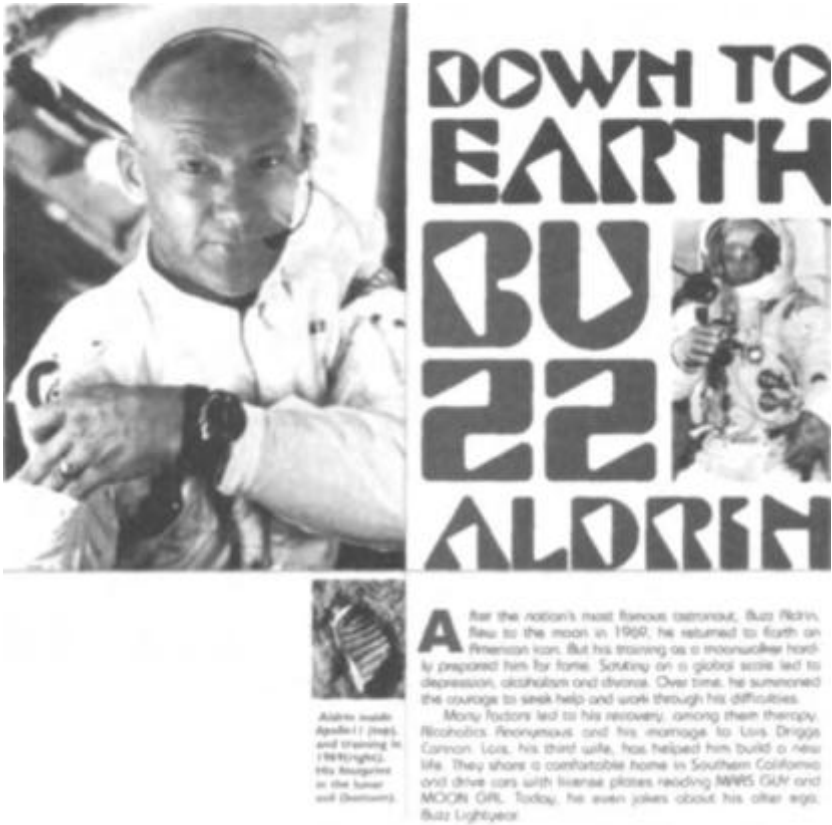 DOWN TO
EARTH
BU
ZZ
ALDRIN
After the nation's most famous astronaut, Buzz Aldrin,
flew to the moon in 1969, he returned to Earth an
American icon. But his training as a moonwalker hard-
ly prepared him for fame. Scrutiny on a global scale led to
depression, alcoholism and divorce. Over time, he summoned
the courage to seek help and work through his difficulties.
Many factors led to his recovery, among them therapy,
Alcoholics Anonymous and his marriage to Lois Driggs
Cannon. Lois, his third wife, has helped him build a new
life. They share a comfortable home in Southern California
and drive cars with license plates reading MARS GUY and
MOON GIRL. Today, he even jokes about his alter ego,
Buzz Lightyear.
Aldrin inside
Apollo 11 (top),
and training in
1969(right).
His footprint
in the lunar
soil (bottom).